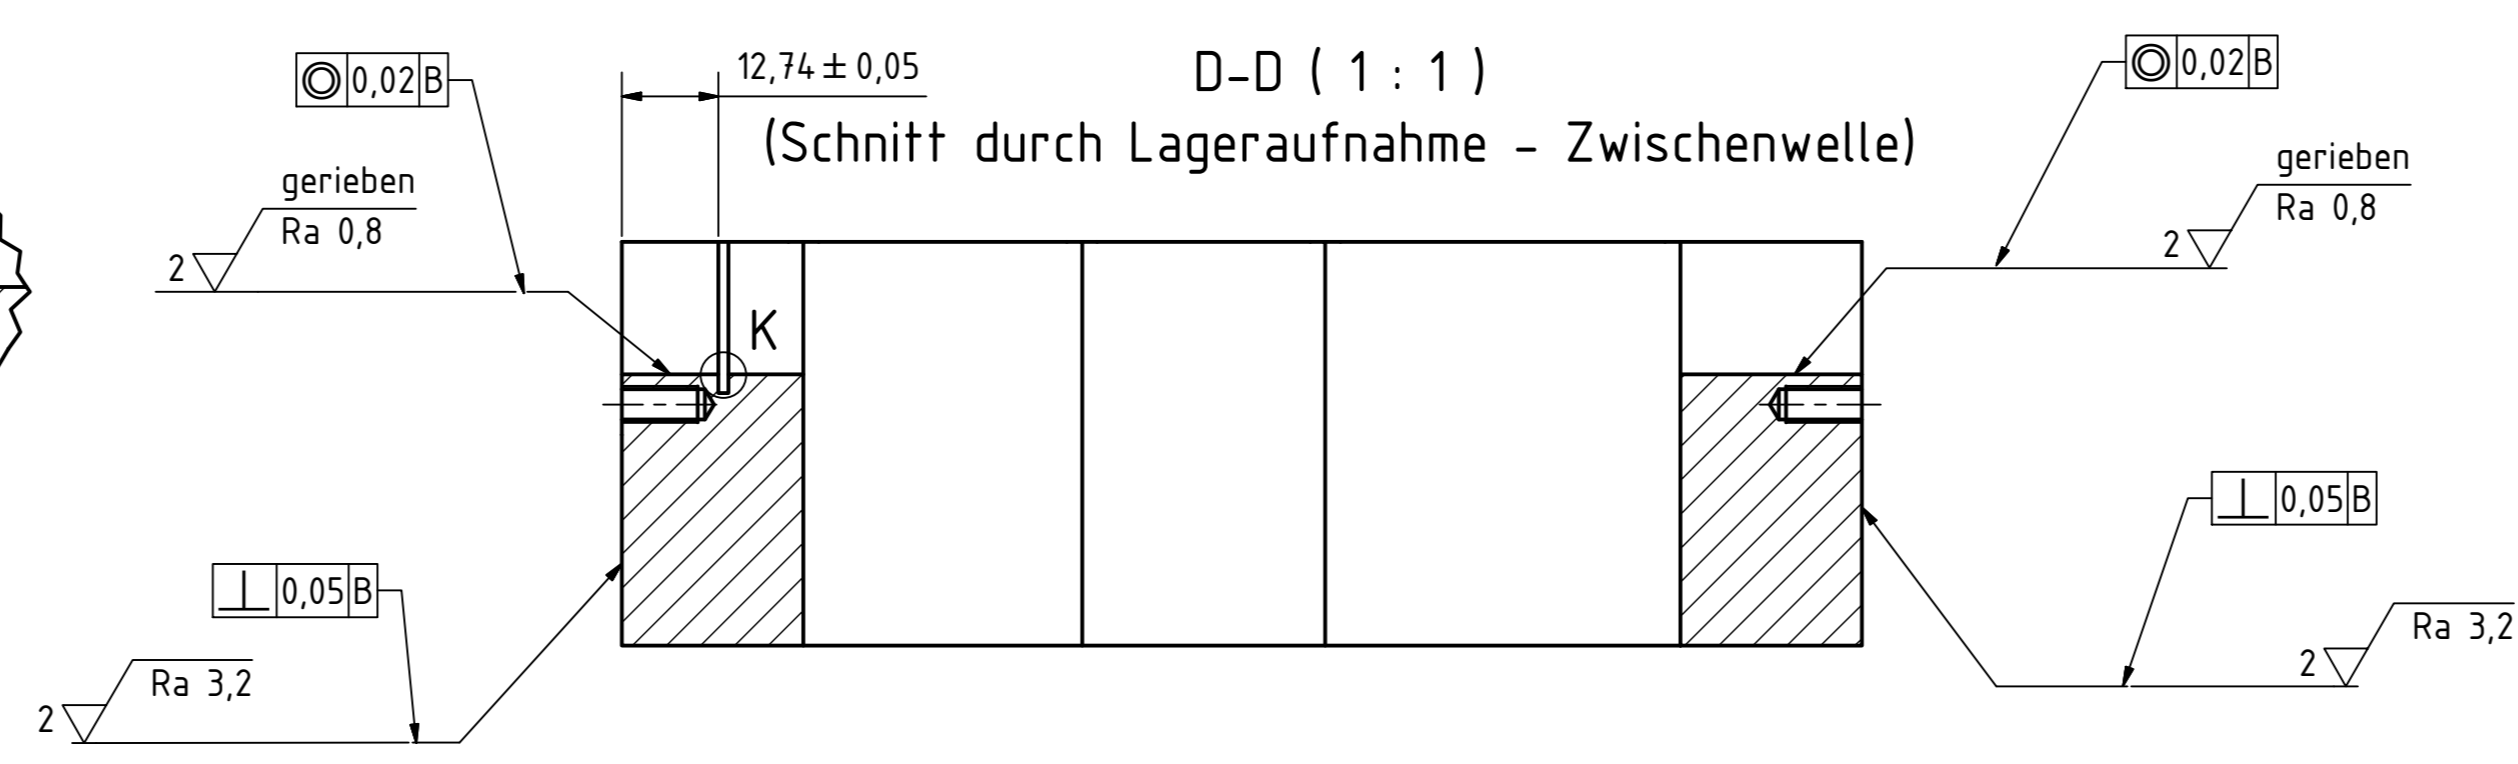 D-D ( 1 : 1 )
(Schnitt durch Lageraufnahme - Zwischenwelle)
12,74 ± 0,05
◎ 0,02 B
gerieben
Ra 0,8
2
K
⊥ 0,05 B
Ra 3,2
2
◎ 0,02 B
gerieben
Ra 0,8
2
⊥ 0,05 B
Ra 3,2
2